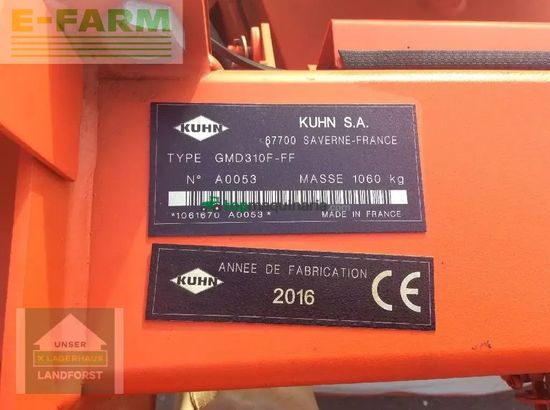 E-FARM
KUHN
KUHN S.A.
67700 SAVERNE-FRANCE
TYPE GMD310F-FF
N° A0053 MASSE 1060 kg
*1061670 A0053*
MADE IN FRANCE
KUHN
ANNEE DE FABRICATION
2016
CE
UNSER
X LAGERHAUS
LANDFORST